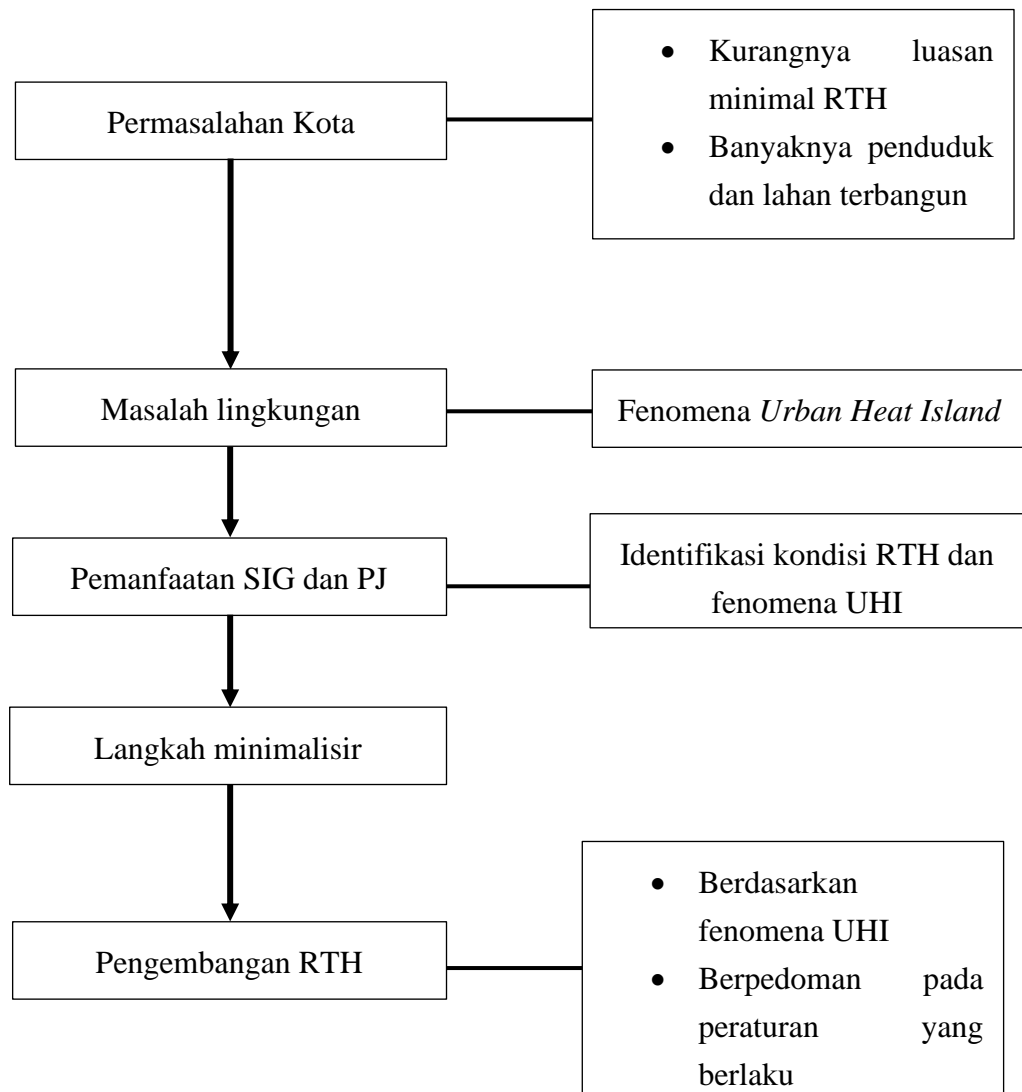 Permasalahan Kota
• Kurangnya luasan
minimal RTH
• Banyaknya penduduk
dan lahan terbangun
Masalah lingkungan
Fenomena Urban Heat Island
Pemanfaatan SIG dan PJ
Identifikasi kondisi RTH dan
fenomena UHI
Langkah minimalisir
Pengembangan RTH
• Berdasarkan
fenomena UHI
• Berpedoman pada
peraturan yang
berlaku